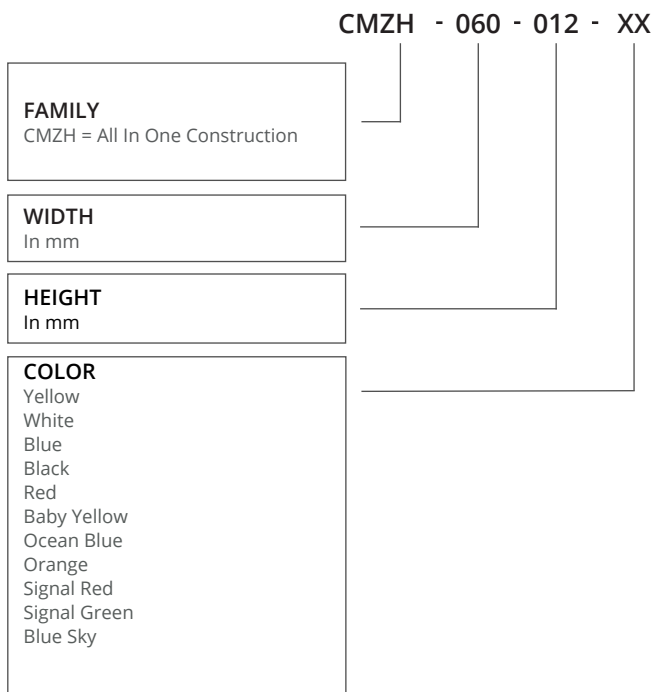 CMZH - 060 - 012 - XX
FAMILY
CMZH = All In One Construction
WIDTH
In mm
HEIGHT
In mm
COLOR
Yellow
White
Blue
Black
Red
Baby Yellow
Ocean Blue
Orange
Signal Red
Signal Green
Blue Sky